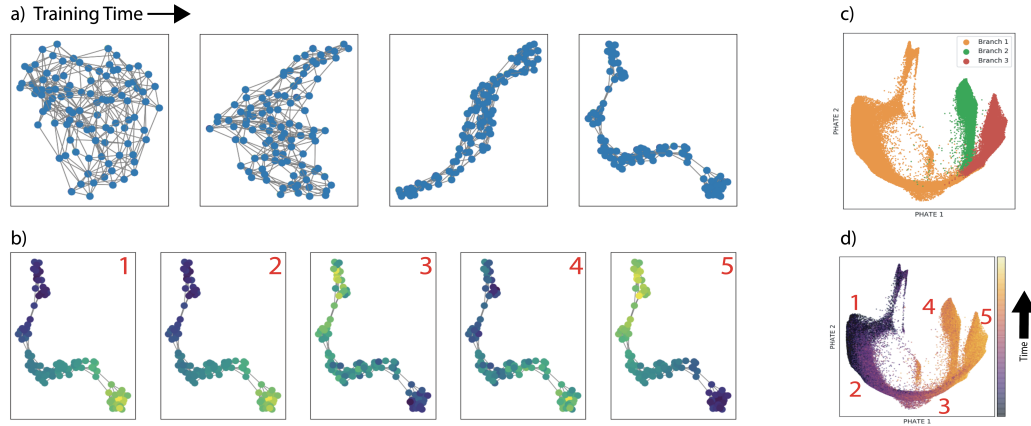 a) Training Time
c)
Branch 1
Branch 2
Branch 3
PHATE 2
PHATE 1
b)
1
2
3
4
5
d)
1
2
3
4
5
PHATE 2
PHATE 1
Time